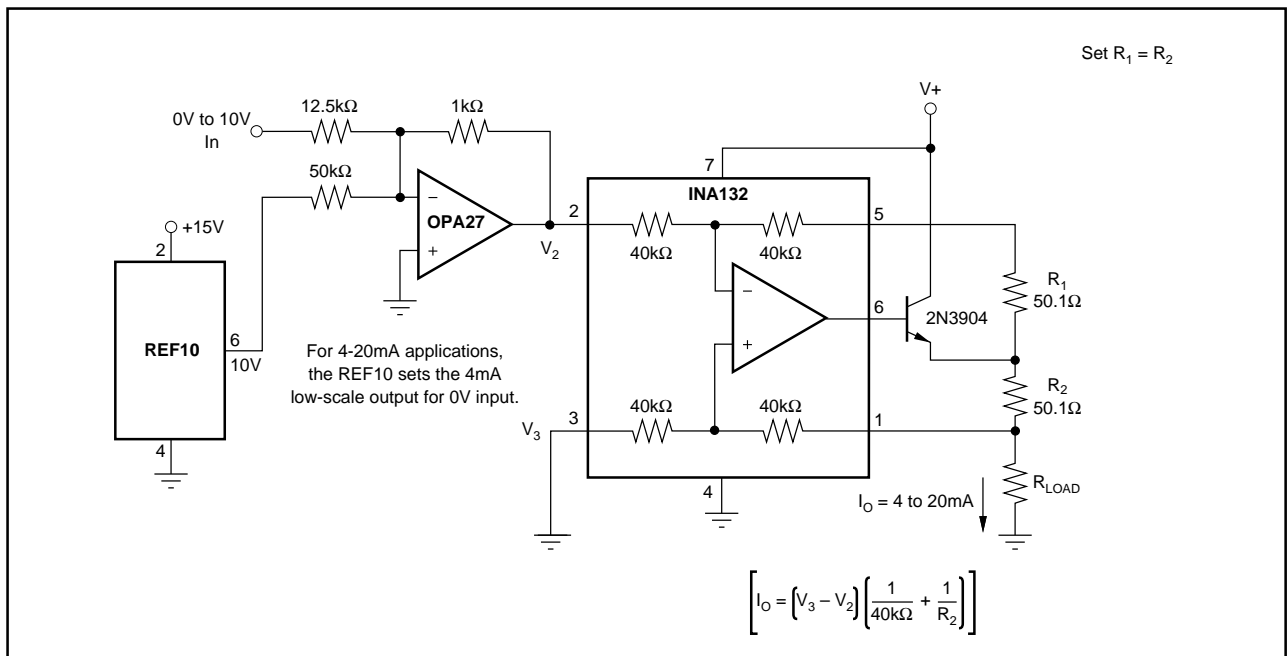 Set R1 = R2
V+
12.5kΩ
1kΩ
0V to 10V
In
50kΩ
7
INA132
OPA27
−
+
+15V
2
2
V2
40kΩ
40kΩ
5
R1
50.1Ω
−
+
6
2N3904
REF10
6
10V
For 4-20mA applications,
the REF10 sets the 4mA
low-scale output for 0V input.
R2
50.1Ω
40kΩ
40kΩ
V3
3
1
4
4
RLOAD
IO = 4 to 20mA
[IO = (V3 – V2) (1/40kΩ + 1/R2)]